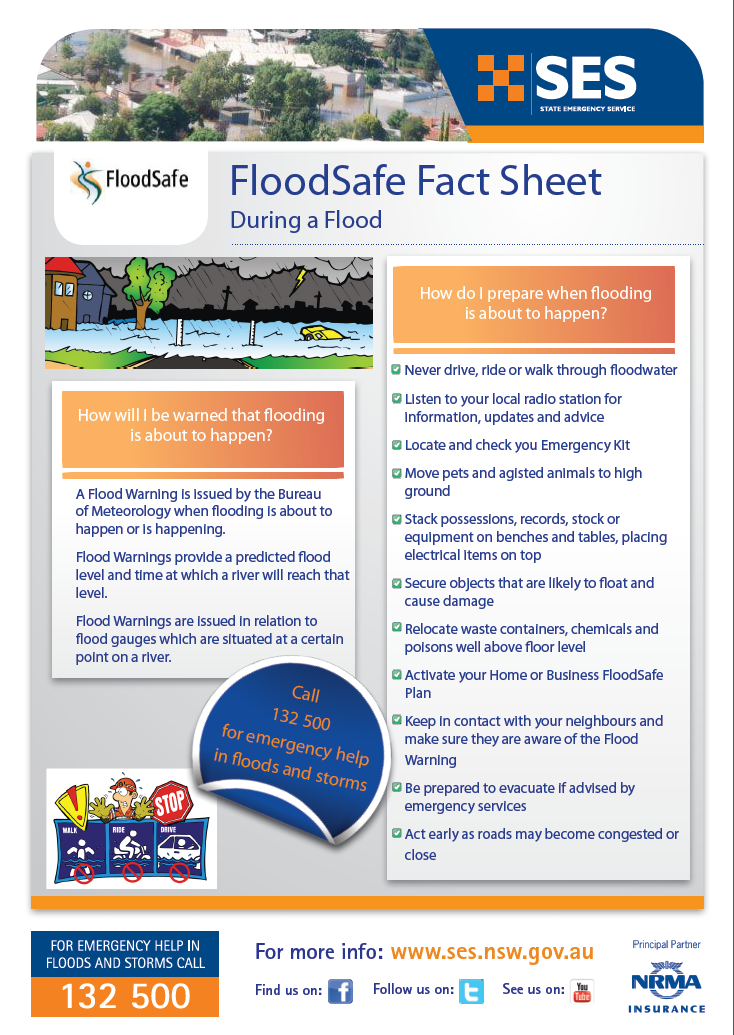 SES
STATE EMERGENCY SERVICE
FloodSafe
FloodSafe Fact Sheet
During a Flood
How will I be warned that flooding
is about to happen?
A Flood Warning is issued by the Bureau
of Meteorology when flooding is about to
happen or is happening.
Flood Warnings provide a predicted flood
level and time at which a river will reach that
level.
Flood Warnings are issued in relation to
flood gauges which are situated at a certain
point on a river.
Call
132 500
for emergency help
in floods and storms
STOP
WALK
RIDE
DRIVE
How do I prepare when flooding
is about to happen?
Never drive, ride or walk through floodwater
Listen to your local radio station for
information, updates and advice
Locate and check you Emergency Kit
Move pets and agisted animals to high
ground
Stack possessions, records, stock or
equipment on benches and tables, placing
electrical items on top
Secure objects that are likely to float and
cause damage
Relocate waste containers, chemicals and
poisons well above floor level
Activate your Home or Business FloodSafe
Plan
Keep in contact with your neighbours and
make sure they are aware of the Flood
Warning
Be prepared to evacuate if advised by
emergency services
Act early as roads may become congested or
close
FOR EMERGENCY HELP IN
FLOODS AND STORMS CALL
132 500
For more info: www.ses.nsw.gov.au
Find us on: f Follow us on: t See us on: You Tube
Principal Partner
NRMA
INSURANCE